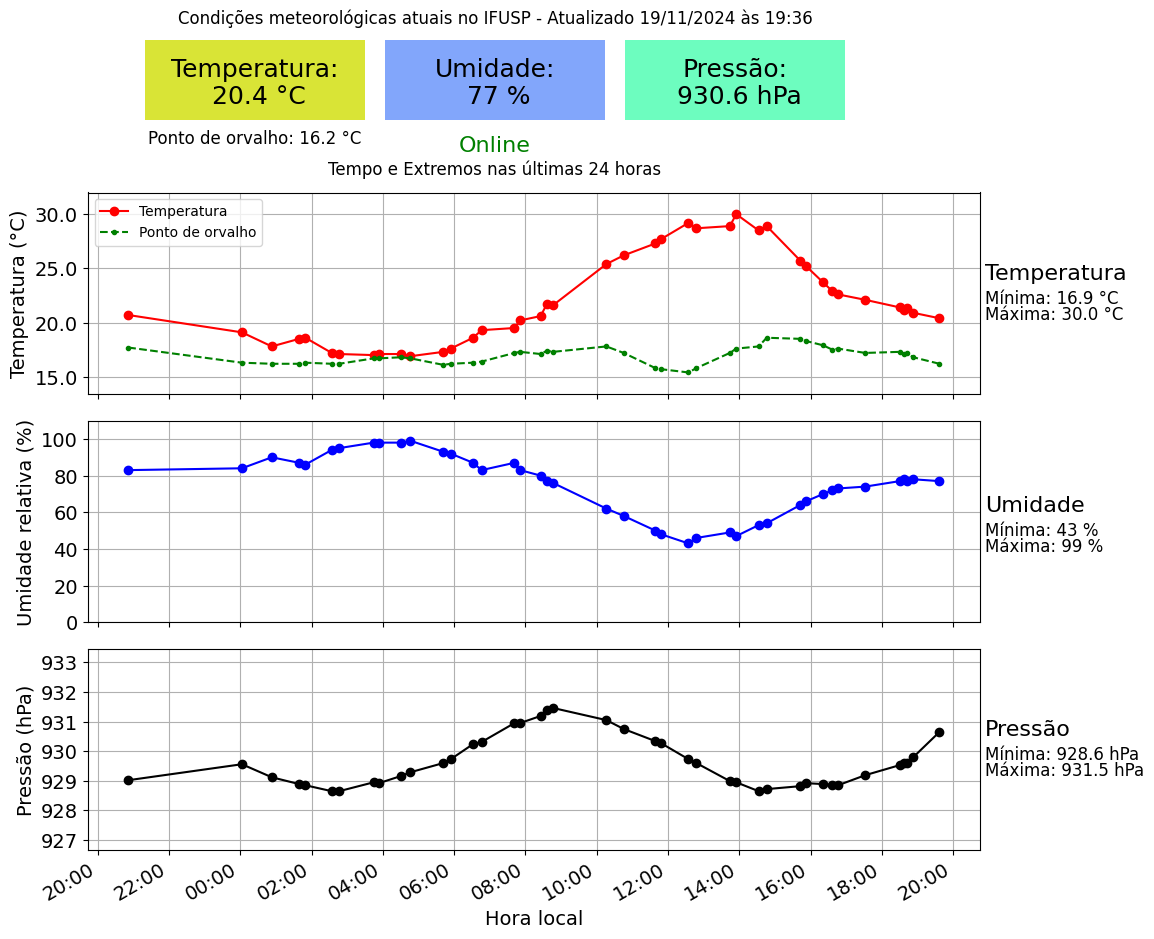 Condições meteorológicas atuais no IFUSP - Atualizado 19/11/2024 às 19:36
Temperatura:
20.4 °C
Umidade:
77 %
Pressão:
930.6 hPa
Ponto de orvalho: 16.2 °C
Online
Tempo e Extremos nas últimas 24 horas
Temperatura (°C)
30.0
25.0
20.0
15.0
Temperatura
Ponto de orvalho
Temperatura
Mínima: 16.9 °C
Máxima: 30.0 °C
Umidade relativa (%)
100
80
60
40
20
0
Umidade
Mínima: 43 %
Máxima: 99 %
Pressão (hPa)
933
932
931
930
929
928
927
Pressão
Mínima: 928.6 hPa
Máxima: 931.5 hPa
20:00
22:00
00:00
02:00
04:00
06:00
08:00
10:00
12:00
14:00
16:00
18:00
20:00
Hora local